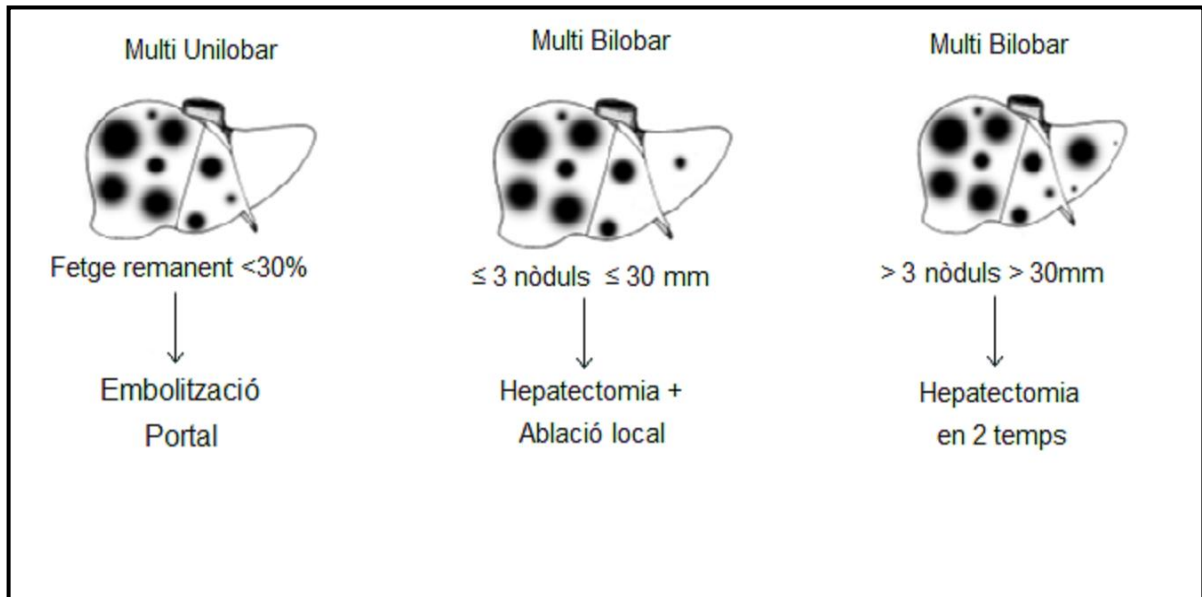 Multi Unilobar
Fetge remanent <30%
Embolització
Portal
Multi Bilobar
≤ 3 nòduls ≤ 30 mm
Hepatectomia +
Ablació local
Multi Bilobar
> 3 nòduls > 30mm
Hepatectomia
en 2 temps